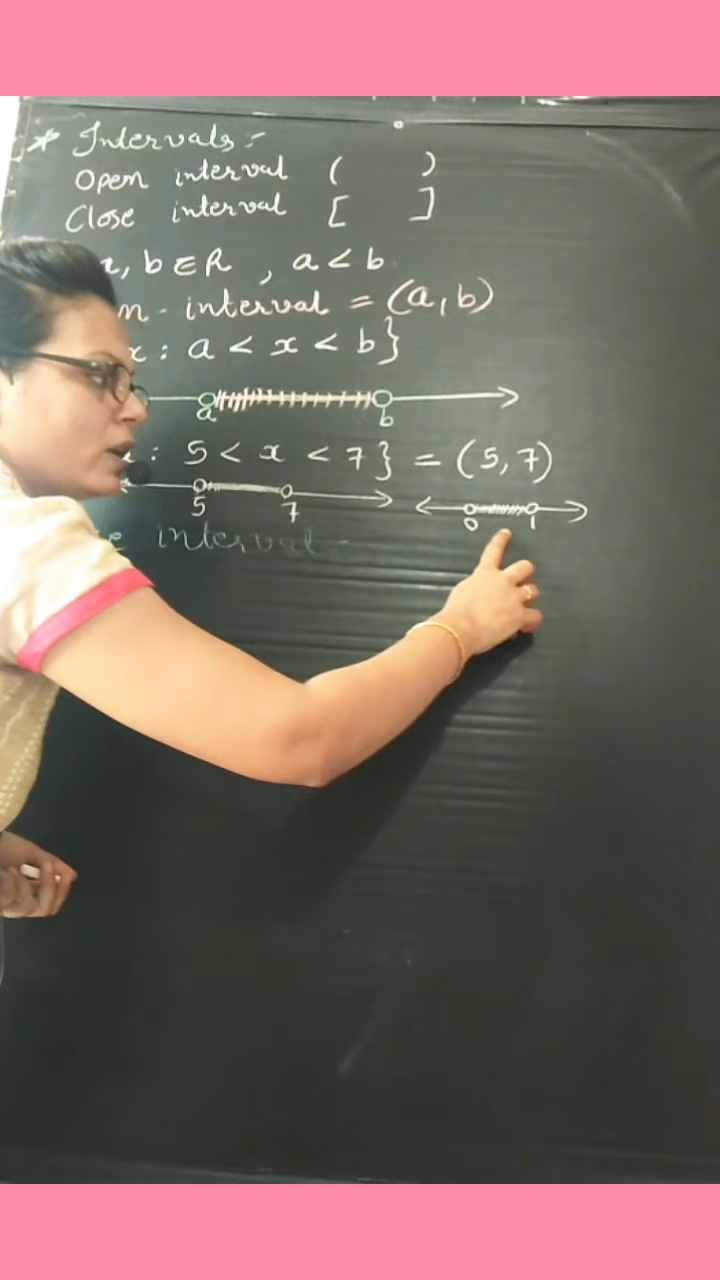 * Intervals :-
Open interval ( )
Close interval [ ]
, b ∈ R , a < b
interval = (a, b)
x : a < x < b}
a b
: 5 < x < 7 } = (5, 7)
5 7 0 1
interval